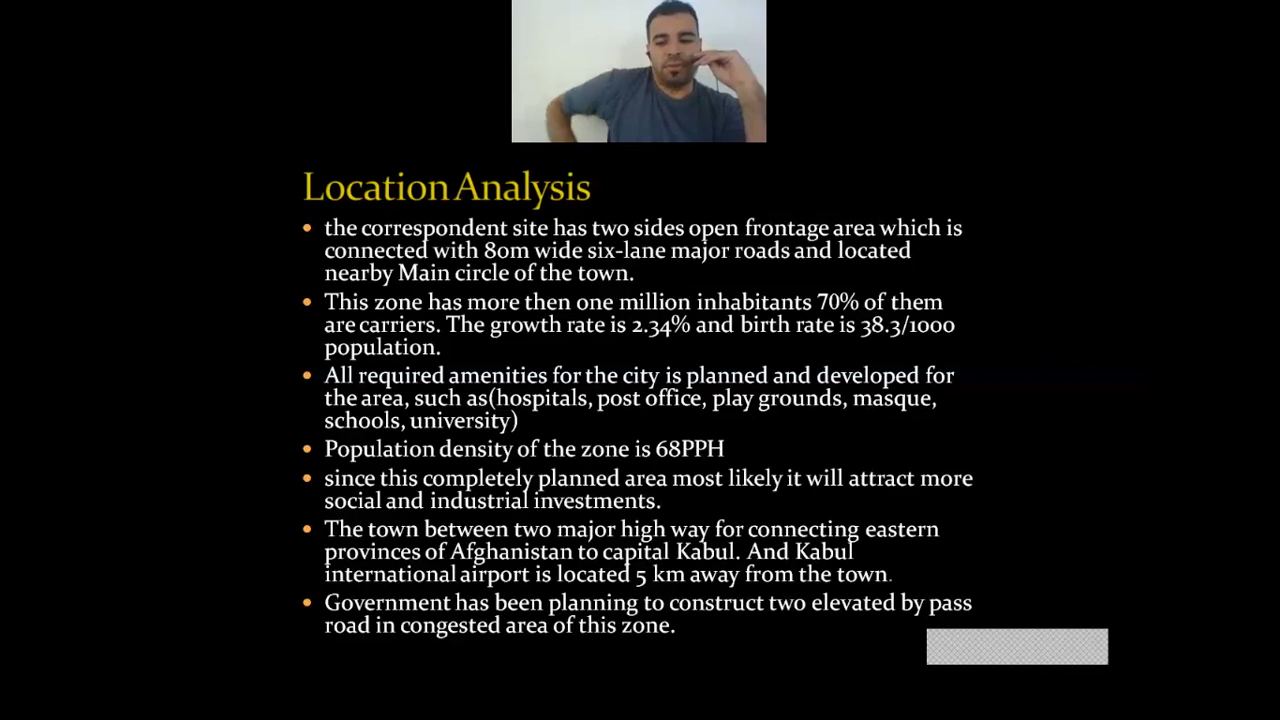 Location Analysis
• the correspondent site has two sides open frontage area which is
connected with 80m wide six-lane major roads and located
nearby Main circle of the town.
• This zone has more then one million inhabitants 70% of them
are carriers. The growth rate is 2.34% and birth rate is 38.3/1000
population.
• All required amenities for the city is planned and developed for
the area, such as(hospitals, post office, play grounds, masque,
schools, university)
• Population density of the zone is 68PPH
• since this completely planned area most likely it will attract more
social and industrial investments.
• The town between two major high way for connecting eastern
provinces of Afghanistan to capital Kabul. And Kabul
international airport is located 5 km away from the town.
• Government has been planning to construct two elevated by pass
road in congested area of this zone.